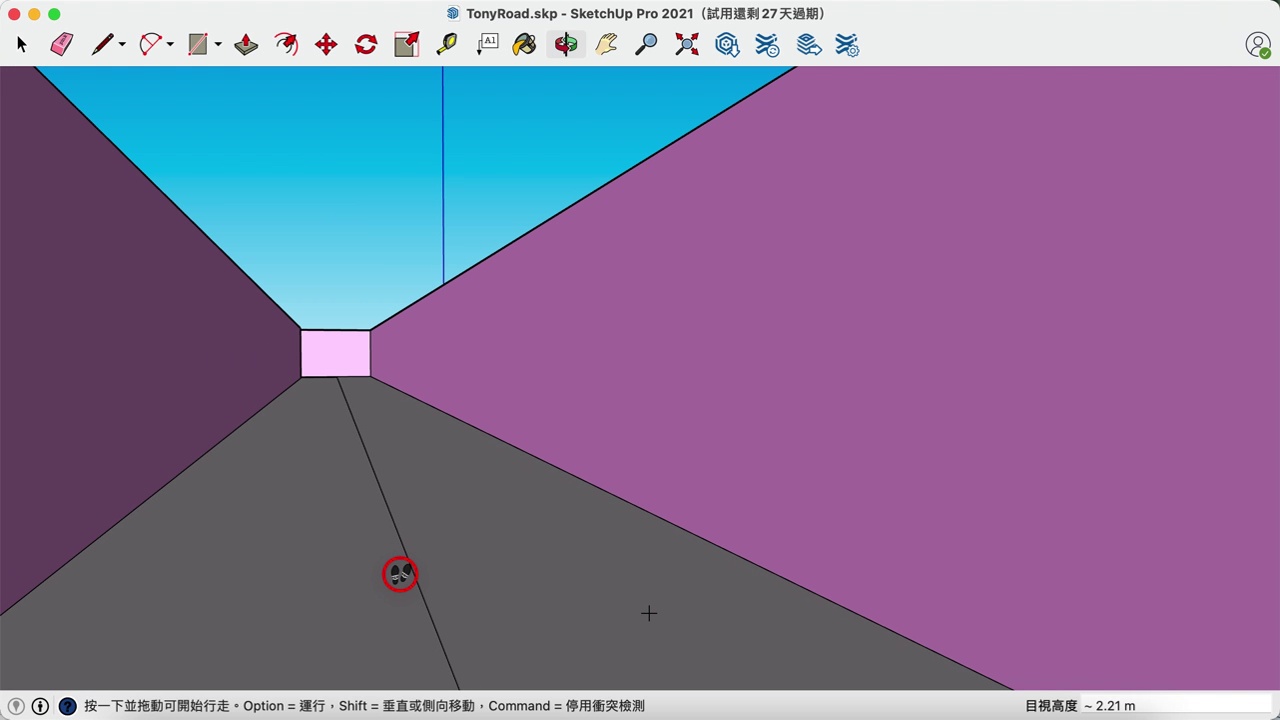 TonyRoad.skp - SketchUp Pro 2021（試用還剩 27 天過期）
A1
按一下並拖動可開始行走。Option = 運行，Shift = 垂直或側向移動，Command = 停用衝突檢測
目視高度 ~ 2.21 m